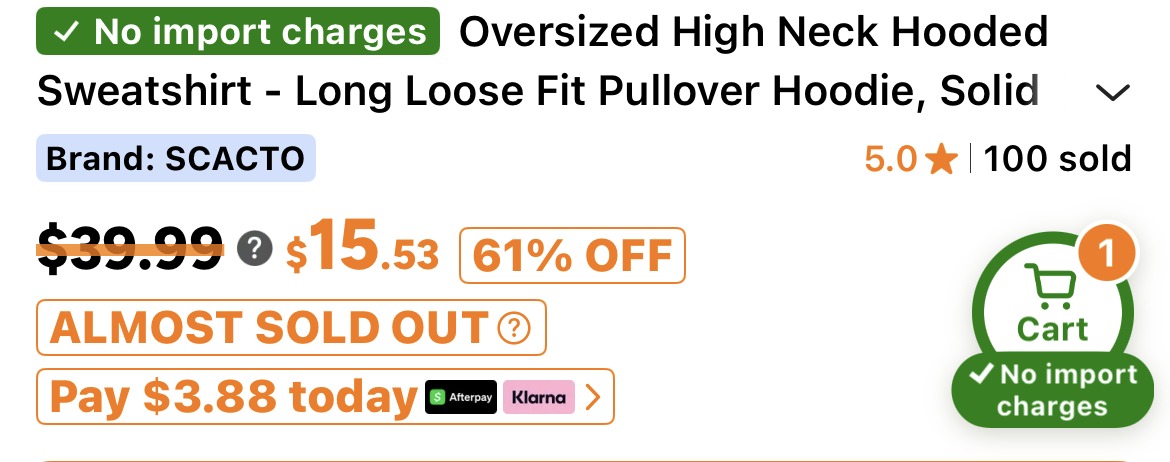 ✓ No import charges Oversized High Neck Hooded
Sweatshirt - Long Loose Fit Pullover Hoodie, Solid
Brand: SCACTO
5.0★ | 100 sold
$39.99 ? $15.53 61% OFF
ALMOST SOLD OUT ?
Pay $3.88 today S Afterpay Klarna >
1
Cart
✓ No import
charges